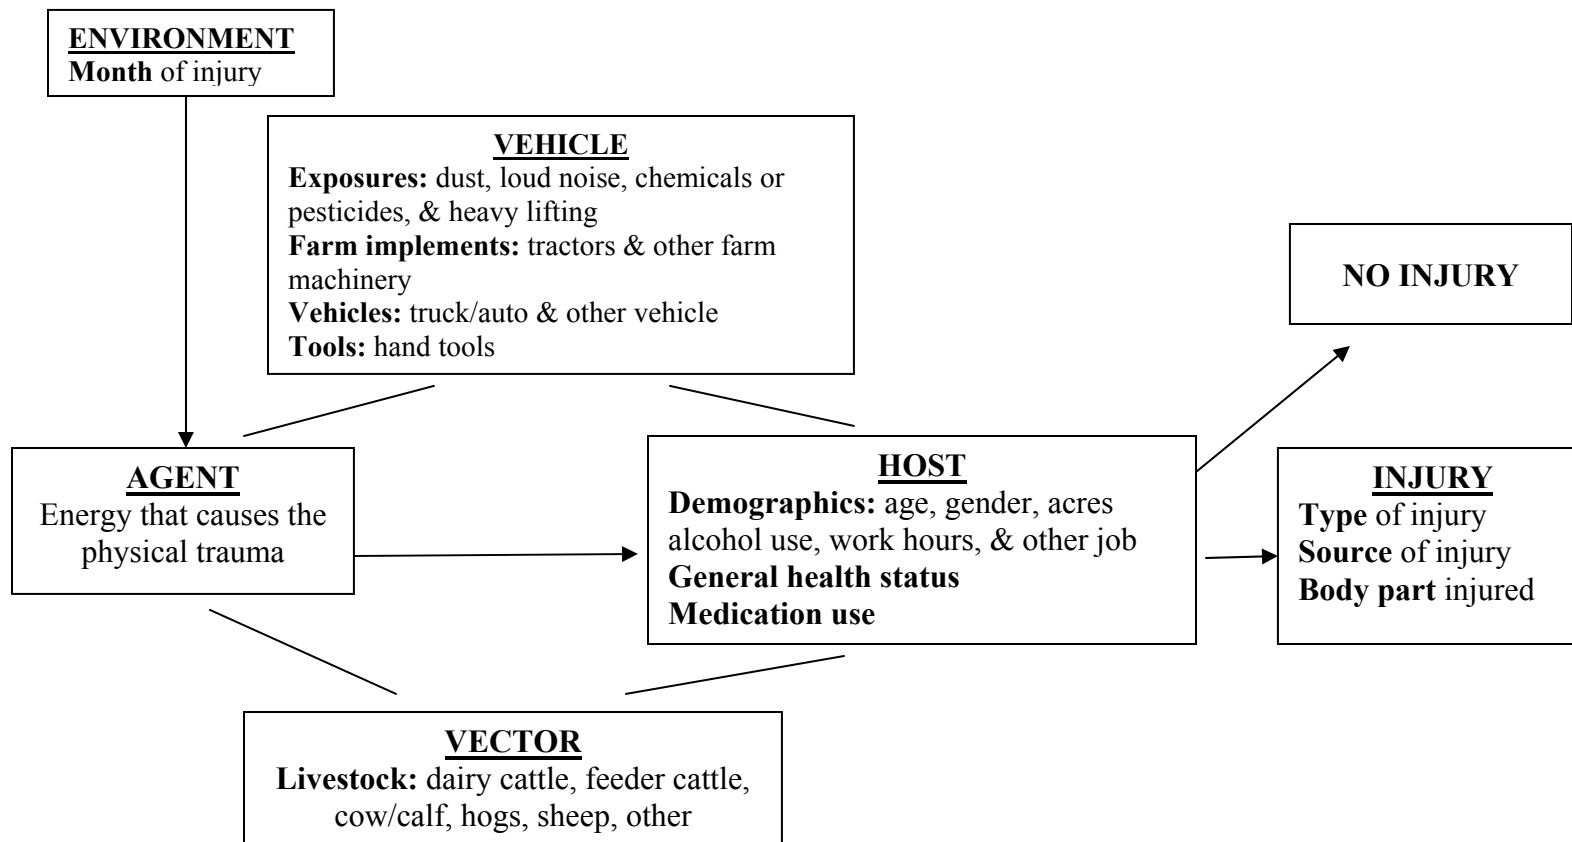 ENVIRONMENT
Month of injury
VEHICLE
Exposures: dust, loud noise, chemicals or
pesticides, & heavy lifting
Farm implements: tractors & other farm
machinery
Vehicles: truck/auto & other vehicle
Tools: hand tools
NO INJURY
AGENT
Energy that causes the
physical trauma
HOST
Demographics: age, gender, acres
alcohol use, work hours, & other job
General health status
Medication use
INJURY
Type of injury
Source of injury
Body part injured
VECTOR
Livestock: dairy cattle, feeder cattle,
cow/calf, hogs, sheep, other